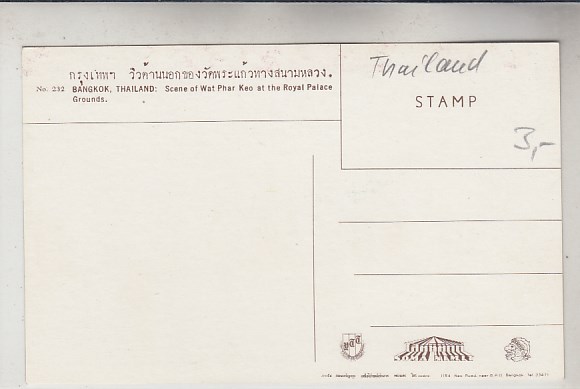 กรุงเทพฯ วิวด้านนอกของวัดพระแก้วทางสนามหลวง.
No. 232 BANGKOK, THAILAND: Scene of Wat Phar Keo at the Royal Palace
Grounds.
Thailand
STAMP
3,-